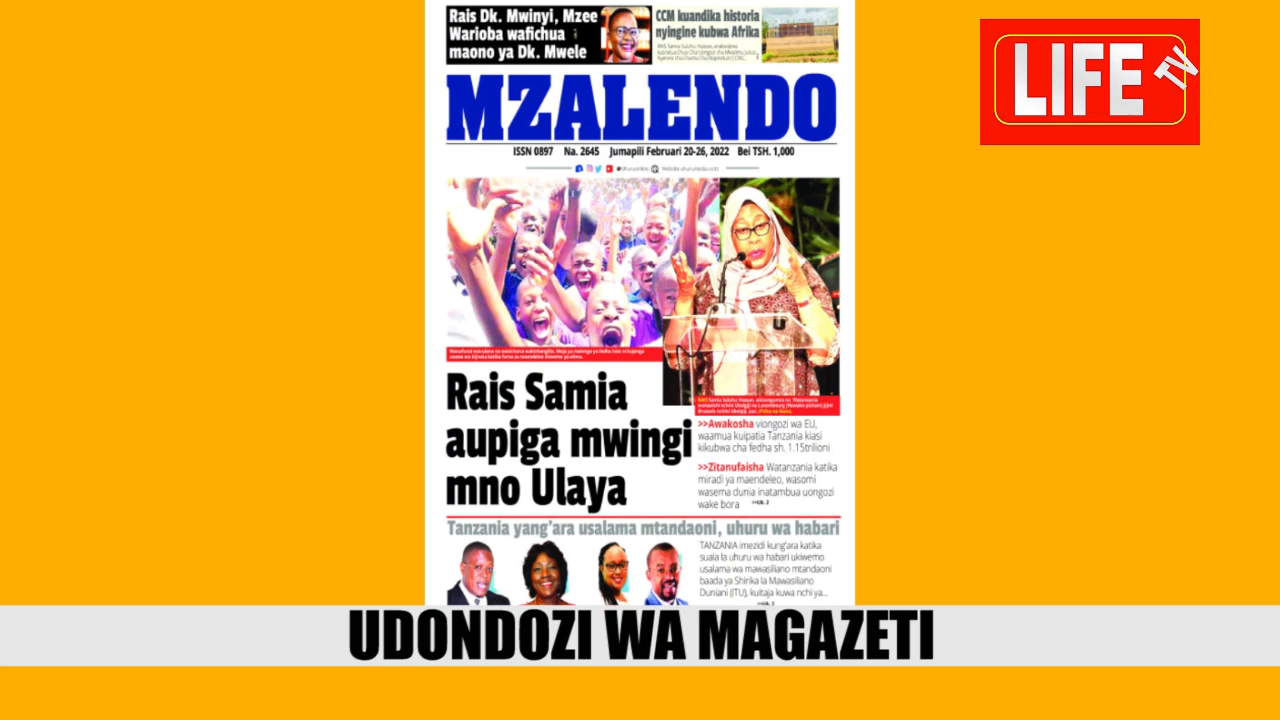 Rais Dk. Mwinyi, Mzee
Warioba wafichua
maono ya Dk. Mwele
CCM kuandika historia
nyingine kubwa Afrika
LIFE TV
MZALENDO
ISSN 0897 Na. 2645 Jumapili Februari 20-26, 2022 Bei TSH. 1,000
Rais Samia
aupiga mwingi
mno Ulaya
>>Awakosha viongozi wa EU,
waamua kuipatia Tanzania kiasi
kikubwa cha fedha sh. 1.15trilioni
>>Zitanufaisha Watanzania katika
miradi ya maendeleo, wasomi
wasema dunia inatambua uongozi
wake bora
Tanzania yang'ara usalama mtandaoni, uhuru wa habari
TANZANIA imezidi kung'ara katika
suala la uhuru wa habari ukiwemo
usalama wa mawasiliano mtandaoni
baada ya Shirika la Mawasiliano
Duniani (ITU), kuitaja kuwa nchi ya...
UDONDOZI WA MAGAZETI